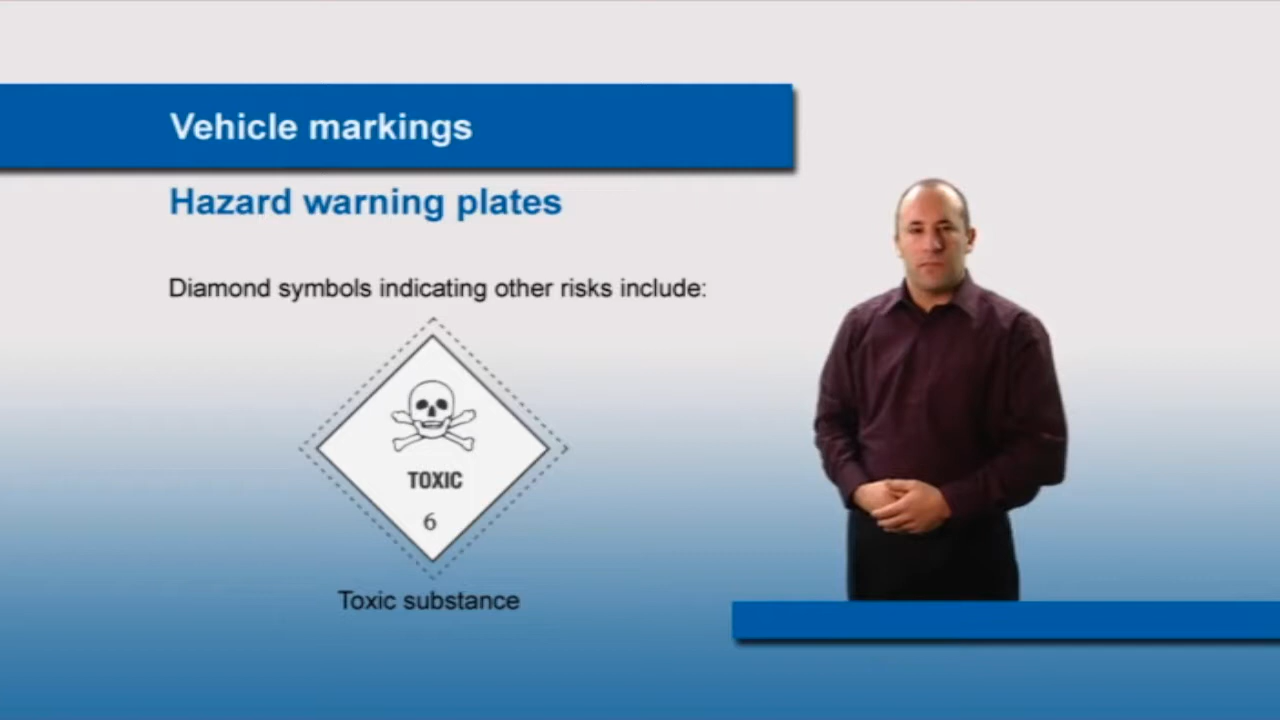 Vehicle markings
Hazard warning plates
Diamond symbols indicating other risks include:
TOXIC
6
Toxic substance